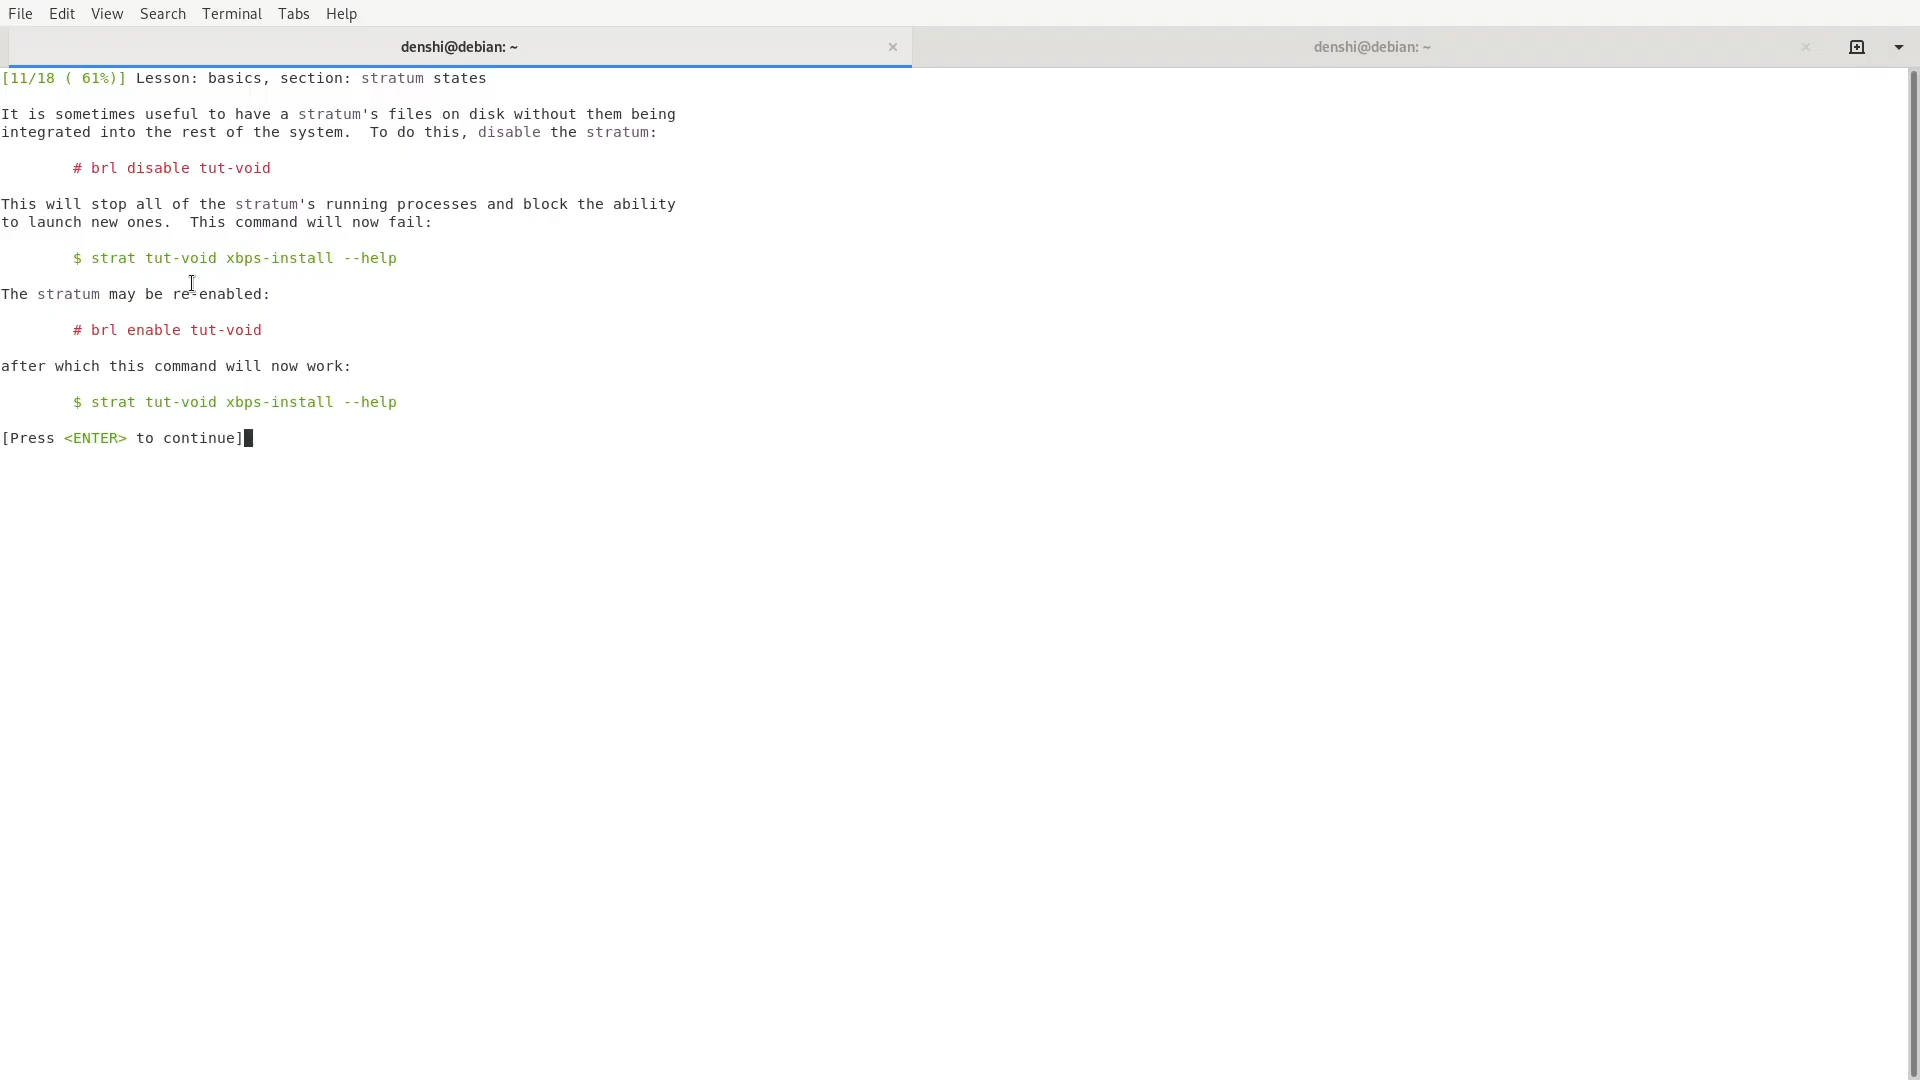 File Edit View Search Terminal Tabs Help
denshi@debian: ~ × denshi@debian: ~ ×
[11/18 ( 61%)] Lesson: basics, section: stratum states
It is sometimes useful to have a stratum's files on disk without them being
integrated into the rest of the system.  To do this, disable the stratum:
# brl disable tut-void
This will stop all of the stratum's running processes and block the ability
to launch new ones.  This command will now fail:
$ strat tut-void xbps-install --help
The stratum may be re-enabled:
# brl enable tut-void
after which this command will now work:
$ strat tut-void xbps-install --help
[Press <ENTER> to continue]